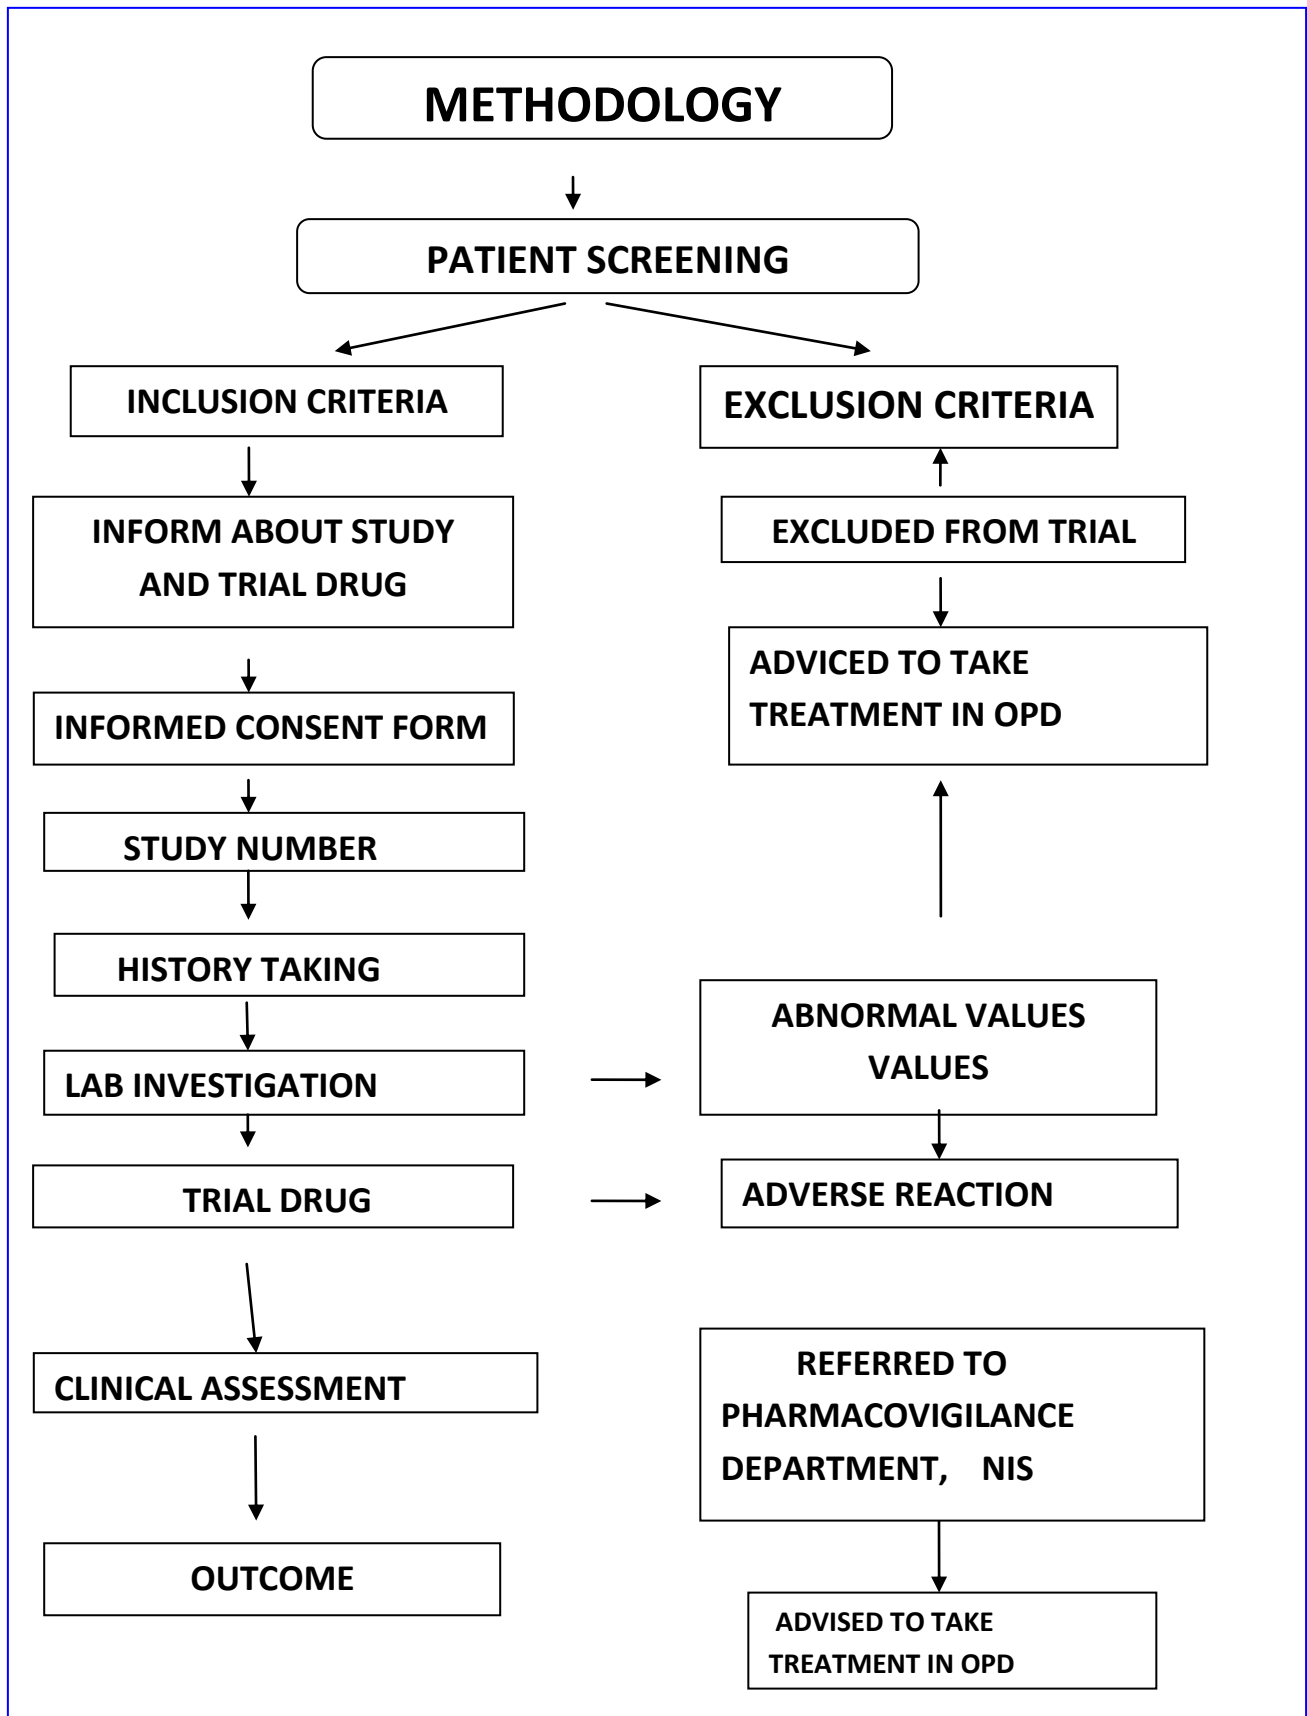 METHODOLOGY
PATIENT SCREENING
INCLUSION CRITERIA
EXCLUSION CRITERIA
INFORM ABOUT STUDY
AND TRIAL DRUG
EXCLUDED FROM TRIAL
ADVICED TO TAKE
TREATMENT IN OPD
INFORMED CONSENT FORM
STUDY NUMBER
HISTORY TAKING
LAB INVESTIGATION
ABNORMAL VALUES
VALUES
TRIAL DRUG
ADVERSE REACTION
CLINICAL ASSESSMENT
REFERRED TO
PHARMACOVIGILANCE
DEPARTMENT, NIS
OUTCOME
ADVISED TO TAKE
TREATMENT IN OPD